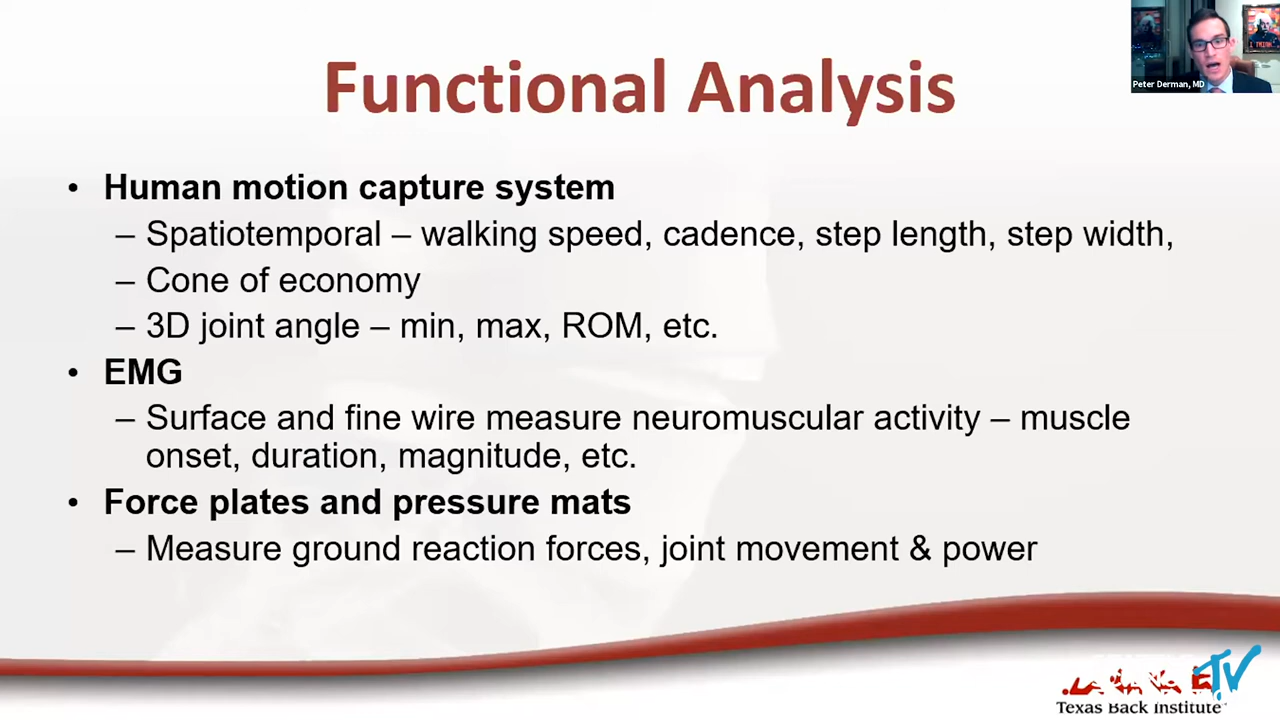 Functional Analysis
Peter Derman, MD
• Human motion capture system
– Spatiotemporal – walking speed, cadence, step length, step width,
– Cone of economy
– 3D joint angle – min, max, ROM, etc.
• EMG
– Surface and fine wire measure neuromuscular activity – muscle
onset, duration, magnitude, etc.
• Force plates and pressure mats
– Measure ground reaction forces, joint movement & power
TV
Texas Back Institute